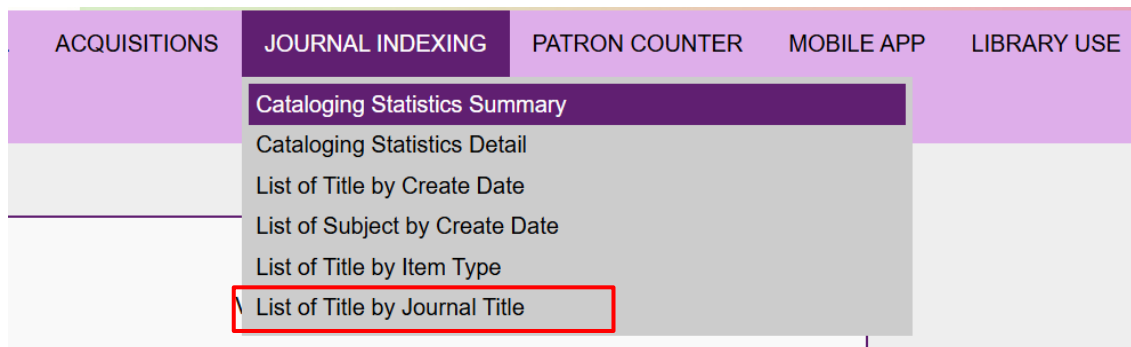 ACQUISITIONS JOURNAL INDEXING PATRON COUNTER MOBILE APP LIBRARY USE
Cataloging Statistics Summary
Cataloging Statistics Detail
List of Title by Create Date
List of Subject by Create Date
List of Title by Item Type
List of Title by Journal Title